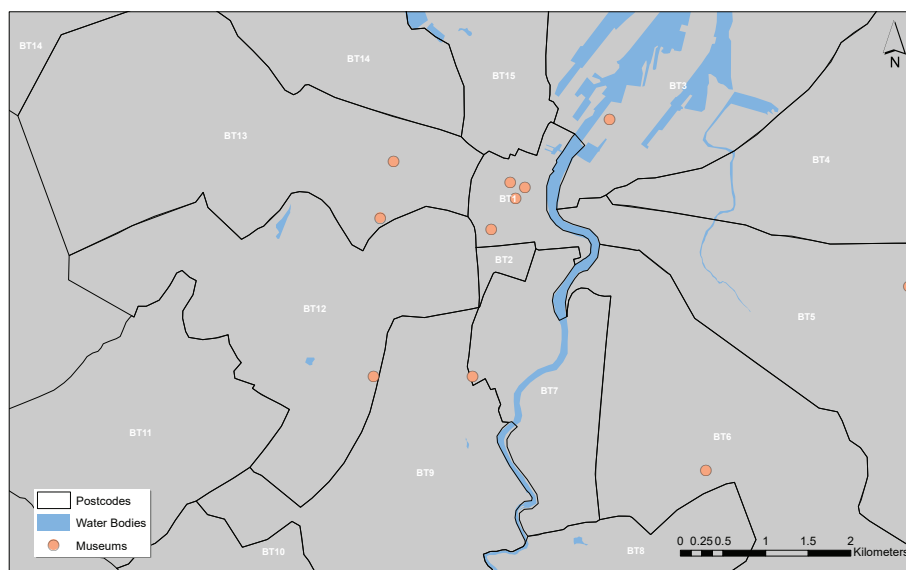 BT14
BT14
BT15
BT3
N
BT13
BT4
BT1
BT2
BT12
BT5
BT7
BT11
BT6
BT9
BT10
BT8
Postcodes
Water Bodies
Museums
0 0.25 0.5 1 1.5 2
Kilometers